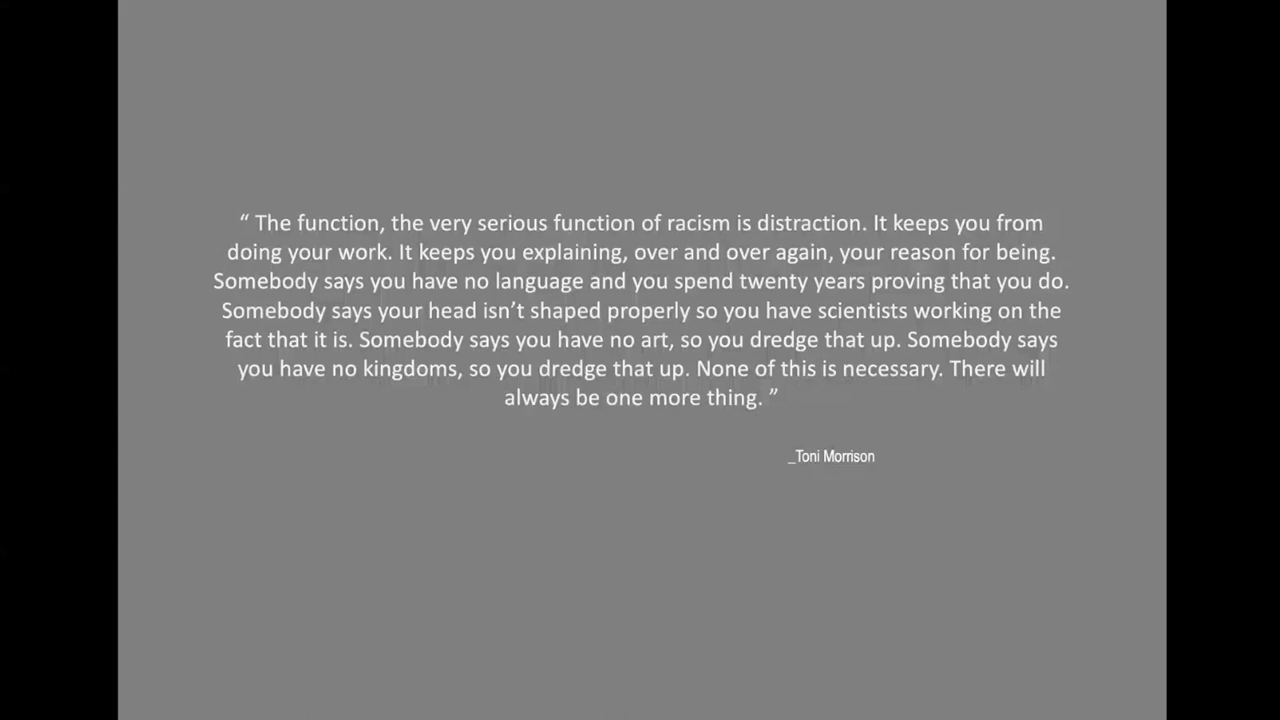 “ The function, the very serious function of racism is distraction. It keeps you from
doing your work. It keeps you explaining, over and over again, your reason for being.
Somebody says you have no language and you spend twenty years proving that you do.
Somebody says your head isn’t shaped properly so you have scientists working on the
fact that it is. Somebody says you have no art, so you dredge that up. Somebody says
you have no kingdoms, so you dredge that up. None of this is necessary. There will
always be one more thing. ”
_Toni Morrison